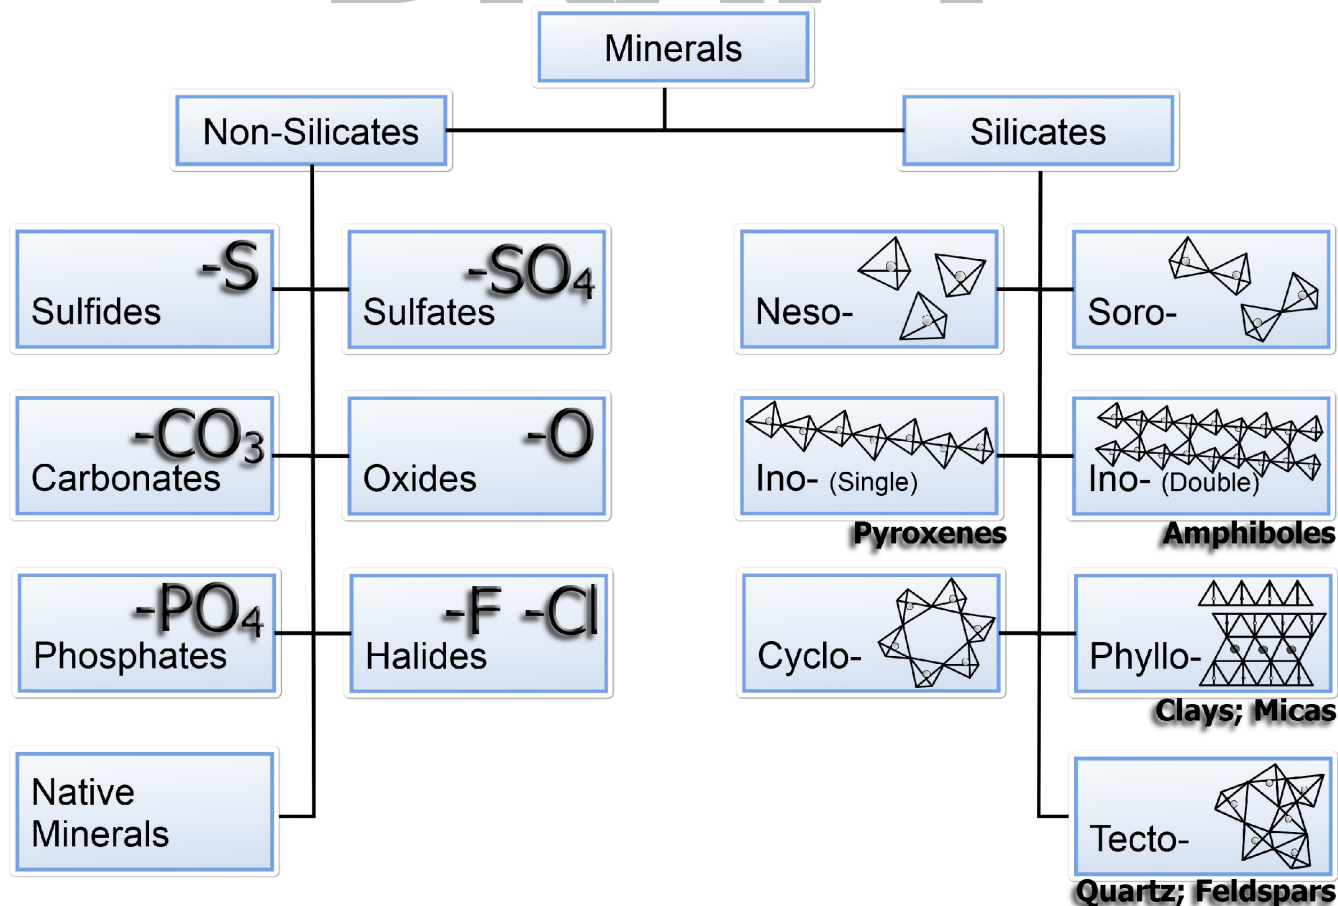 Minerals
Non-Silicates
Silicates
-S
Sulfides
-SO4
Sulfates
Neso-
Soro-
-CO3
Carbonates
-O
Oxides
Ino- (Single)
Pyroxenes
Ino- (Double)
Amphiboles
-PO4
Phosphates
-F -Cl
Halides
Cyclo-
Phyllo-
Clays; Micas
Native
Minerals
Tecto-
Quartz; Feldspars